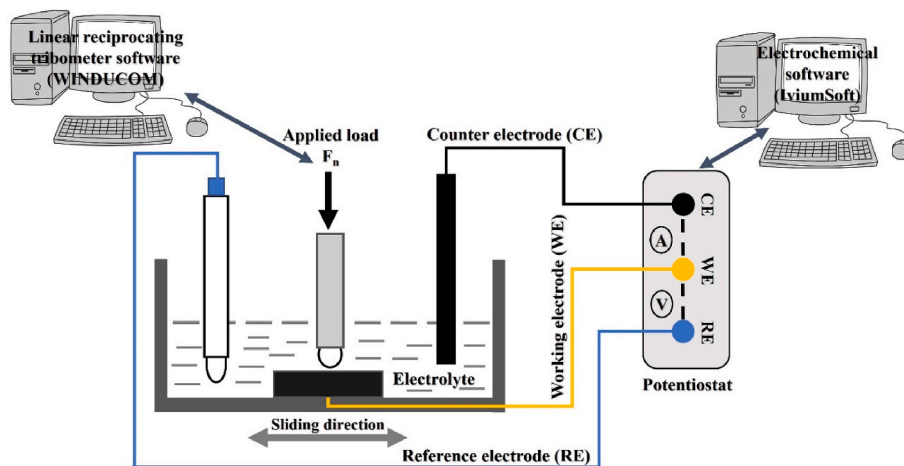 Linear reciprocating
tribometer software
(WINDUCOM)
Electrochemical
software
(IviumSoft)
Applied load
Fₙ
Counter electrode (CE)
CE
A
WE
V
RE
Working electrode (WE)
Electrolyte
Potentiostat
Sliding direction
Reference electrode (RE)